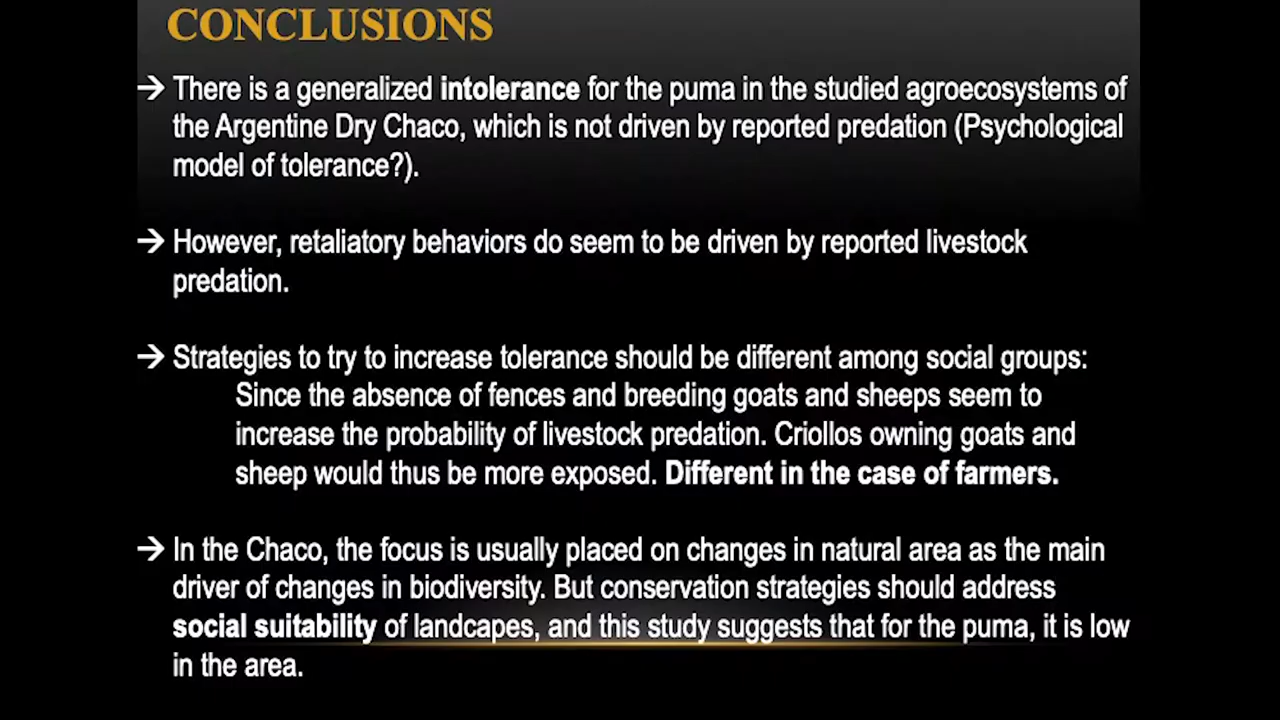 CONCLUSIONS
→ There is a generalized intolerance for the puma in the studied agroecosystems of
the Argentine Dry Chaco, which is not driven by reported predation (Psychological
model of tolerance?).
→ However, retaliatory behaviors do seem to be driven by reported livestock
predation.
→ Strategies to try to increase tolerance should be different among social groups:
Since the absence of fences and breeding goats and sheeps seem to
increase the probability of livestock predation. Criollos owning goats and
sheep would thus be more exposed. Different in the case of farmers.
→ In the Chaco, the focus is usually placed on changes in natural area as the main
driver of changes in biodiversity. But conservation strategies should address
social suitability of landcapes, and this study suggests that for the puma, it is low
in the area.